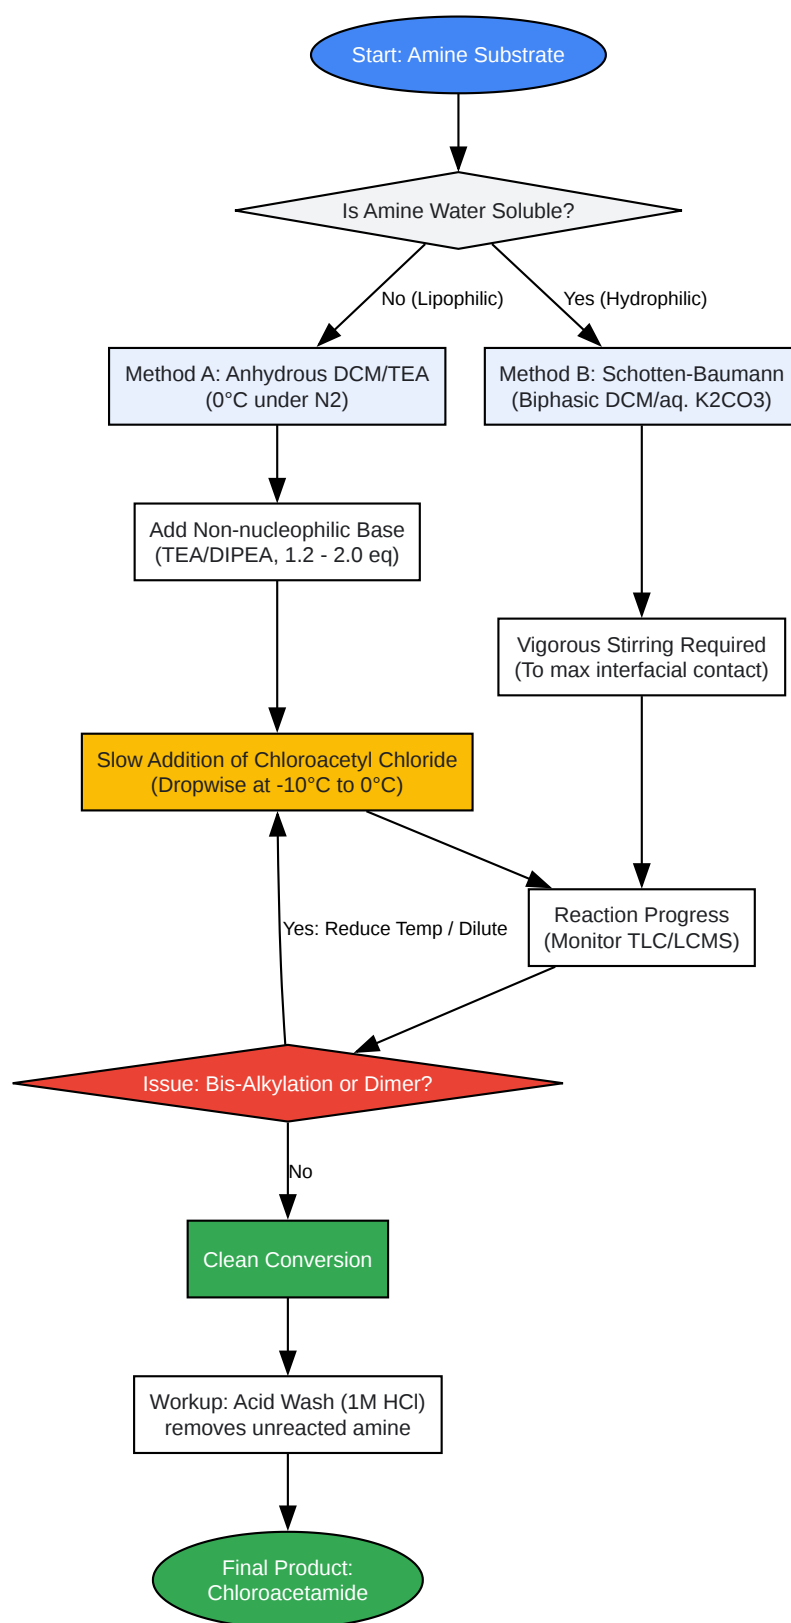 Start: Amine Substrate
Is Amine Water Soluble?
No (Lipophilic)
Yes (Hydrophilic)
Method A: Anhydrous DCM/TEA
(0°C under N2)
Method B: Schotten-Baumann
(Biphasic DCM/aq. K2CO3)
Add Non-nucleophilic Base
(TEA/DIPEA, 1.2 - 2.0 eq)
Vigorous Stirring Required
(To max interfacial contact)
Slow Addition of Chloroacetyl Chloride
(Dropwise at -10°C to 0°C)
Reaction Progress
(Monitor TLC/LCMS)
Yes: Reduce Temp / Dilute
Issue: Bis-Alkylation or Dimer?
No
Clean Conversion
Workup: Acid Wash (1M HCl)
removes unreacted amine
Final Product:
Chloroacetamide